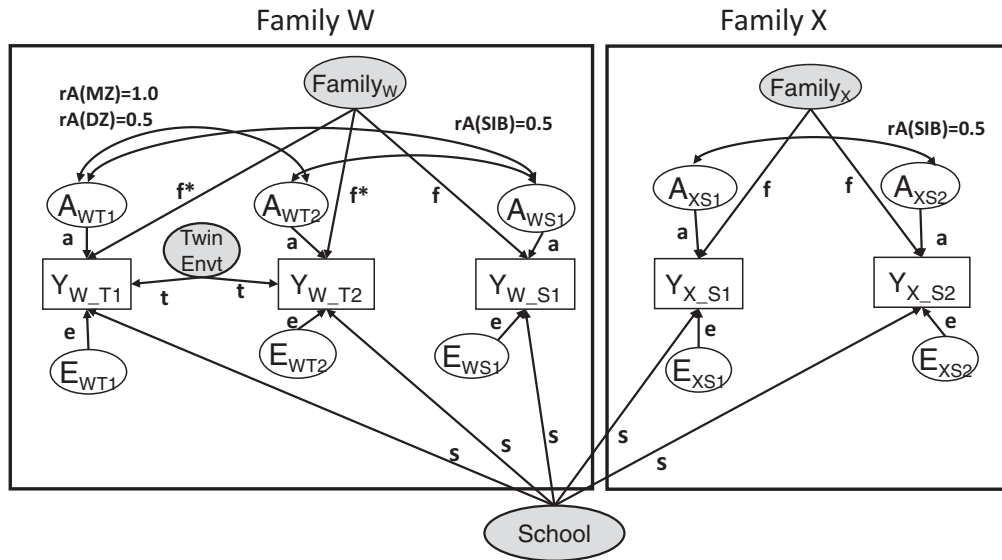 Family W
Family X
Family_W
Family_X
rA(MZ)=1.0
rA(DZ)=0.5
rA(SIB)=0.5
f*
f*
f
f
f
A_WT1
A_WT2
A_WS1
A_XS1
A_XS2
a
a
a
a
a
Twin
Envt
t
t
Y_W_T1
Y_W_T2
Y_W_S1
Y_X_S1
Y_X_S2
e
e
e
e
e
E_WT1
E_WT2
E_WS1
E_XS1
E_XS2
rA(SIB)=0.5
s
s
s
s
s
School